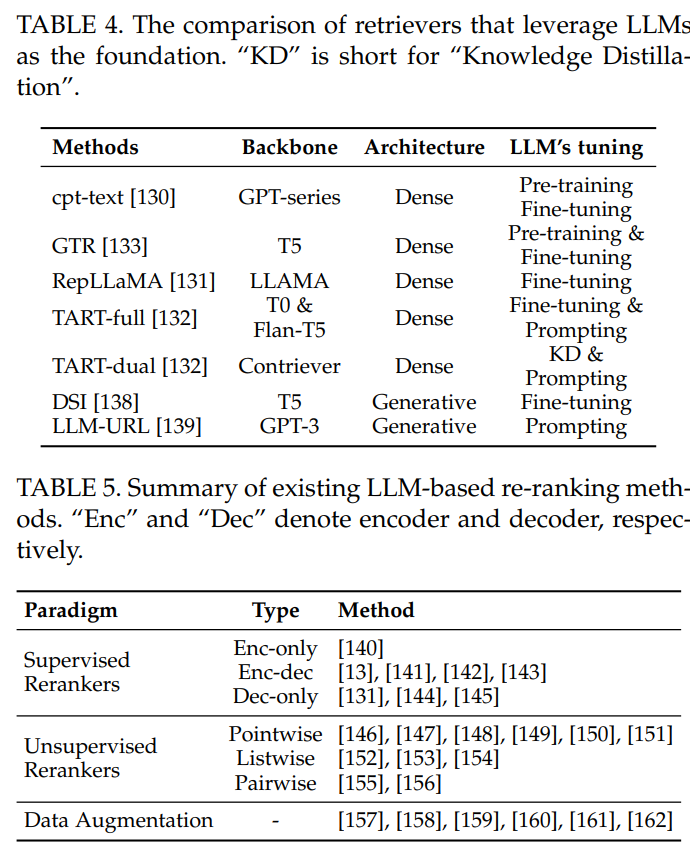 TABLE 4. The comparison of retrievers that leverage LLMs
as the foundation. “KD” is short for “Knowledge Distilla-
tion”.
Methods Backbone Architecture LLM’s tuning
cpt-text [130] GPT-series Dense Pre-training
Fine-tuning
GTR [133] T5 Dense Pre-training &
Fine-tuning
RepLLaMA [131] LLAMA Dense Fine-tuning
TART-full [132] T0 &
Flan-T5 Dense Fine-tuning &
Prompting
TART-dual [132] Contriever Dense KD &
Prompting
DSI [138] T5 Generative Fine-tuning
LLM-URL [139] GPT-3 Generative Prompting
TABLE 5. Summary of existing LLM-based re-ranking meth-
ods. “Enc” and “Dec” denote encoder and decoder, respec-
tively.
Paradigm Type Method
Supervised
Rerankers
Enc-only [140]
Enc-dec [13], [141], [142], [143]
Dec-only [131], [144], [145]
Unsupervised
Rerankers
Pointwise [146], [147], [148], [149], [150], [151]
Listwise [152], [153], [154]
Pairwise [155], [156]
Data Augmentation - [157], [158], [159], [160], [161], [162]